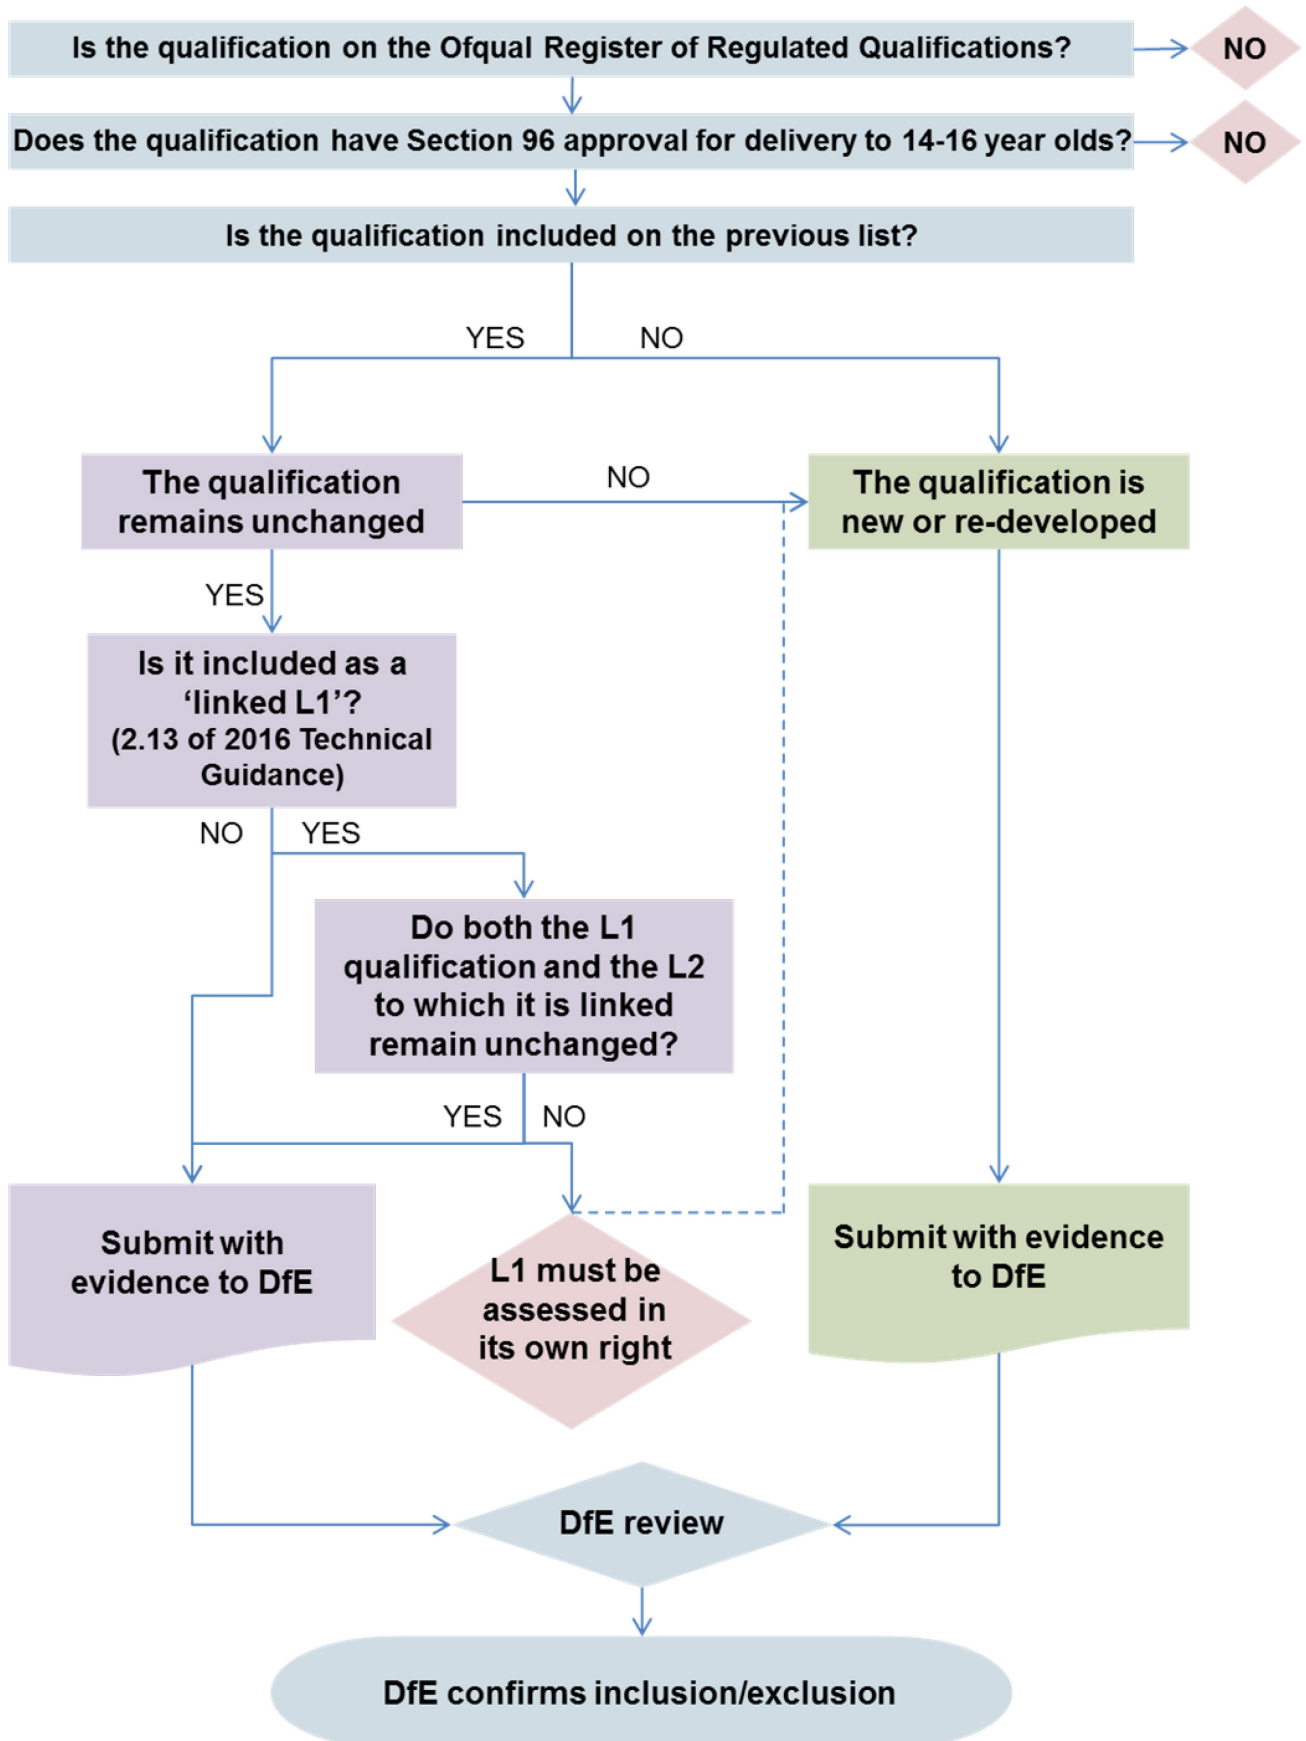 Is the qualification on the Ofqual Register of Regulated Qualifications?
NO
Does the qualification have Section 96 approval for delivery to 14-16 year olds?
NO
Is the qualification included on the previous list?
YES
NO
The qualification
remains unchanged
NO
The qualification is
new or re-developed
YES
Is it included as a
‘linked L1’?
(2.13 of 2016 Technical
Guidance)
NO
YES
Do both the L1
qualification and the L2
to which it is linked
remain unchanged?
YES
NO
Submit with
evidence to DfE
L1 must be
assessed in
its own right
Submit with evidence
to DfE
DfE review
DfE confirms inclusion/exclusion